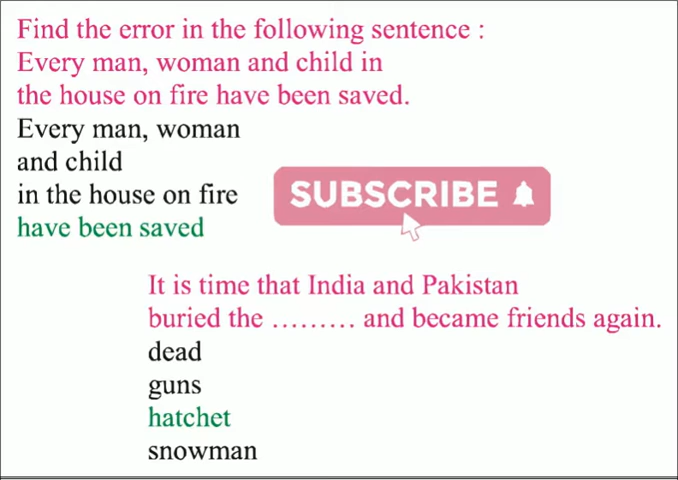 Find the error in the following sentence :
Every man, woman and child in
the house on fire have been saved.
Every man, woman
and child
in the house on fire
have been saved
SUBSCRIBE
It is time that India and Pakistan
buried the ......... and became friends again.
dead
guns
hatchet
snowman